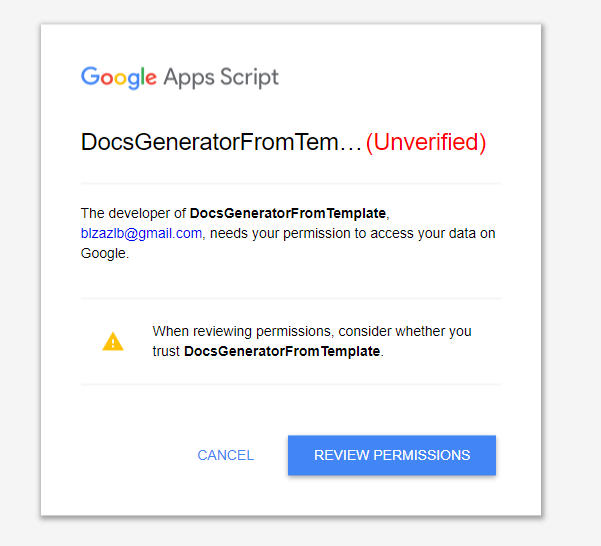 Google Apps Script
DocsGeneratorFromTem... (Unverified)
The developer of DocsGeneratorFromTemplate,
blzazlb@gmail.com, needs your permission to access your data on
Google.
When reviewing permissions, consider whether you
trust DocsGeneratorFromTemplate.
CANCEL REVIEW PERMISSIONS